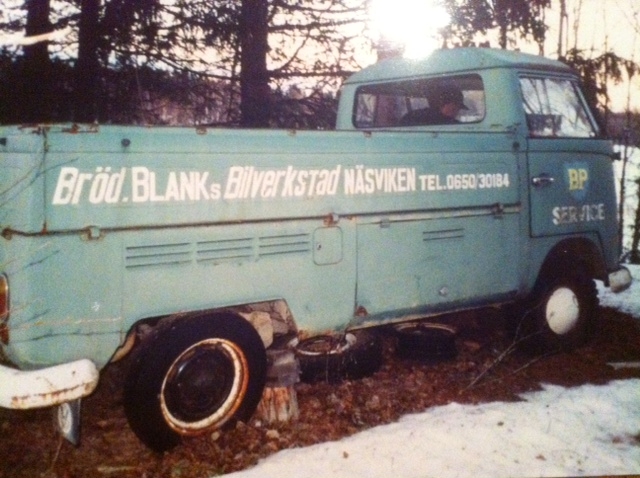 Bröd. BLANKs Bilverkstad NÄSVIKEN TEL.0650/30184
BP
SERVICE